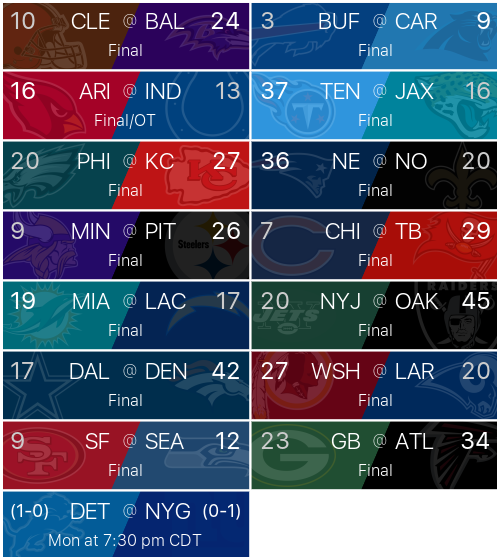 10 CLE @ BAL 24
Final
3 BUF @ CAR 9
Final
16 ARI @ IND 13
Final/OT
37 TEN @ JAX 16
Final
20 PHI @ KC 27
Final
36 NE @ NO 20
Final
9 MIN @ PIT 26
Steelers
Final
7 CHI @ TB 29
Final
19 MIA @ LAC 17
Final
RAIDERS
20 NYJ @ OAK 45
JETS
Final
17 DAL @ DEN 42
Final
27 WSH @ LAR 20
Final
9 SF @ SEA 12
SF
Final
23 GB @ ATL 34
G
Final
(1-0) DET @ NYG (0-1)
Mon at 7:30 pm CDT